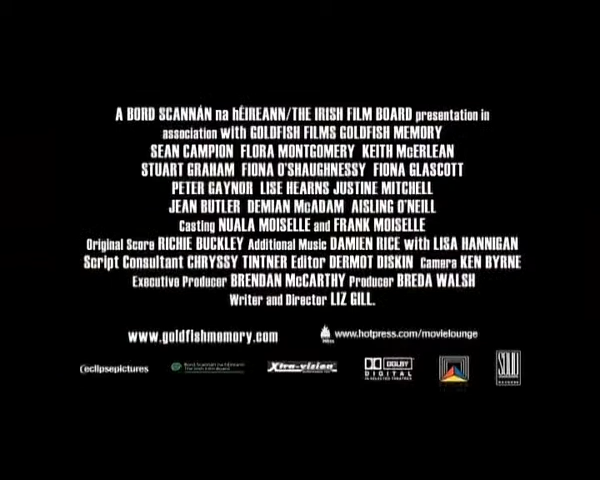 A BORD SCANNÁN na hÉIREANN/THE IRISH FILM BOARD presentation in
association with GOLDFISH FILMS GOLDFISH MEMORY
SEAN CAMPION FLORA MONTGOMERY KEITH McERLEAN
STUART GRAHAM FIONA O'SHAUGHNESSY FIONA GLASCOTT
PETER GAYNOR LISE HEARNS JUSTINE MITCHELL
JEAN BUTLER DEMIAN McADAM AISLING O'NEILL
Casting NUALA MOISELLE and FRANK MOISELLE
Original Score RICHIE BUCKLEY Additional Music DAMIEN RICE with LISA HANNIGAN
Script Consultant CHRYSSY TINTNER Editor DERMOT DISKIN Camera KEN BYRNE
Executive Producer BRENDAN McCARTHY Producer BREDA WALSH
Writer and Director LIZ GILL.
www.goldfishmemory.com www.hotpress.com/movielounge
eclipsepictures
Xtra-vision
DOLBY
DIGITAL
IN SELECTED THEATRES